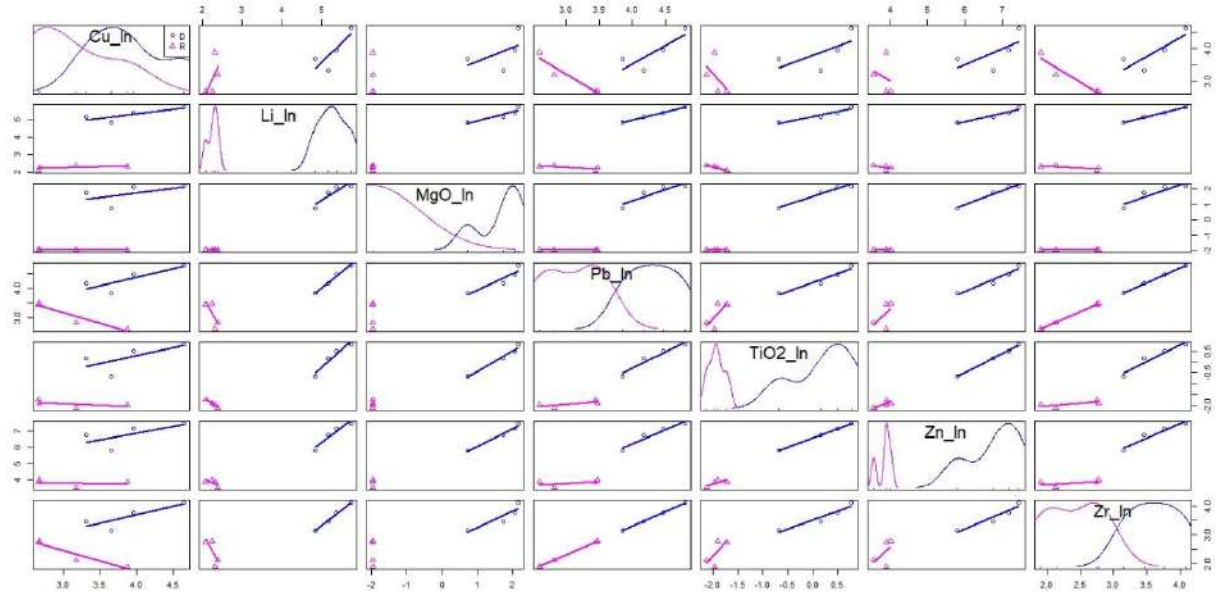 2 3 4 5 3.0 3.5 4.0 4.5 4 5 6 7
Cu_ln D R 3.0 4.0 4.5
2 3 5 Li_ln
MgO_ln -2 -1 0 1 2
3.0 4.0 Pb_ln
TiO2_ln -2.0 -0.5 0.5
4 5 6 7 Zn_ln
Zr_ln 2.0 2.5 3.0 4.0
3.0 3.5 4.0 4.5 -2 -1 0 1 2 -2.0 -1.5 -1.0 -0.5 0.0 0.5 2.0 2.5 3.0 3.5 4.0